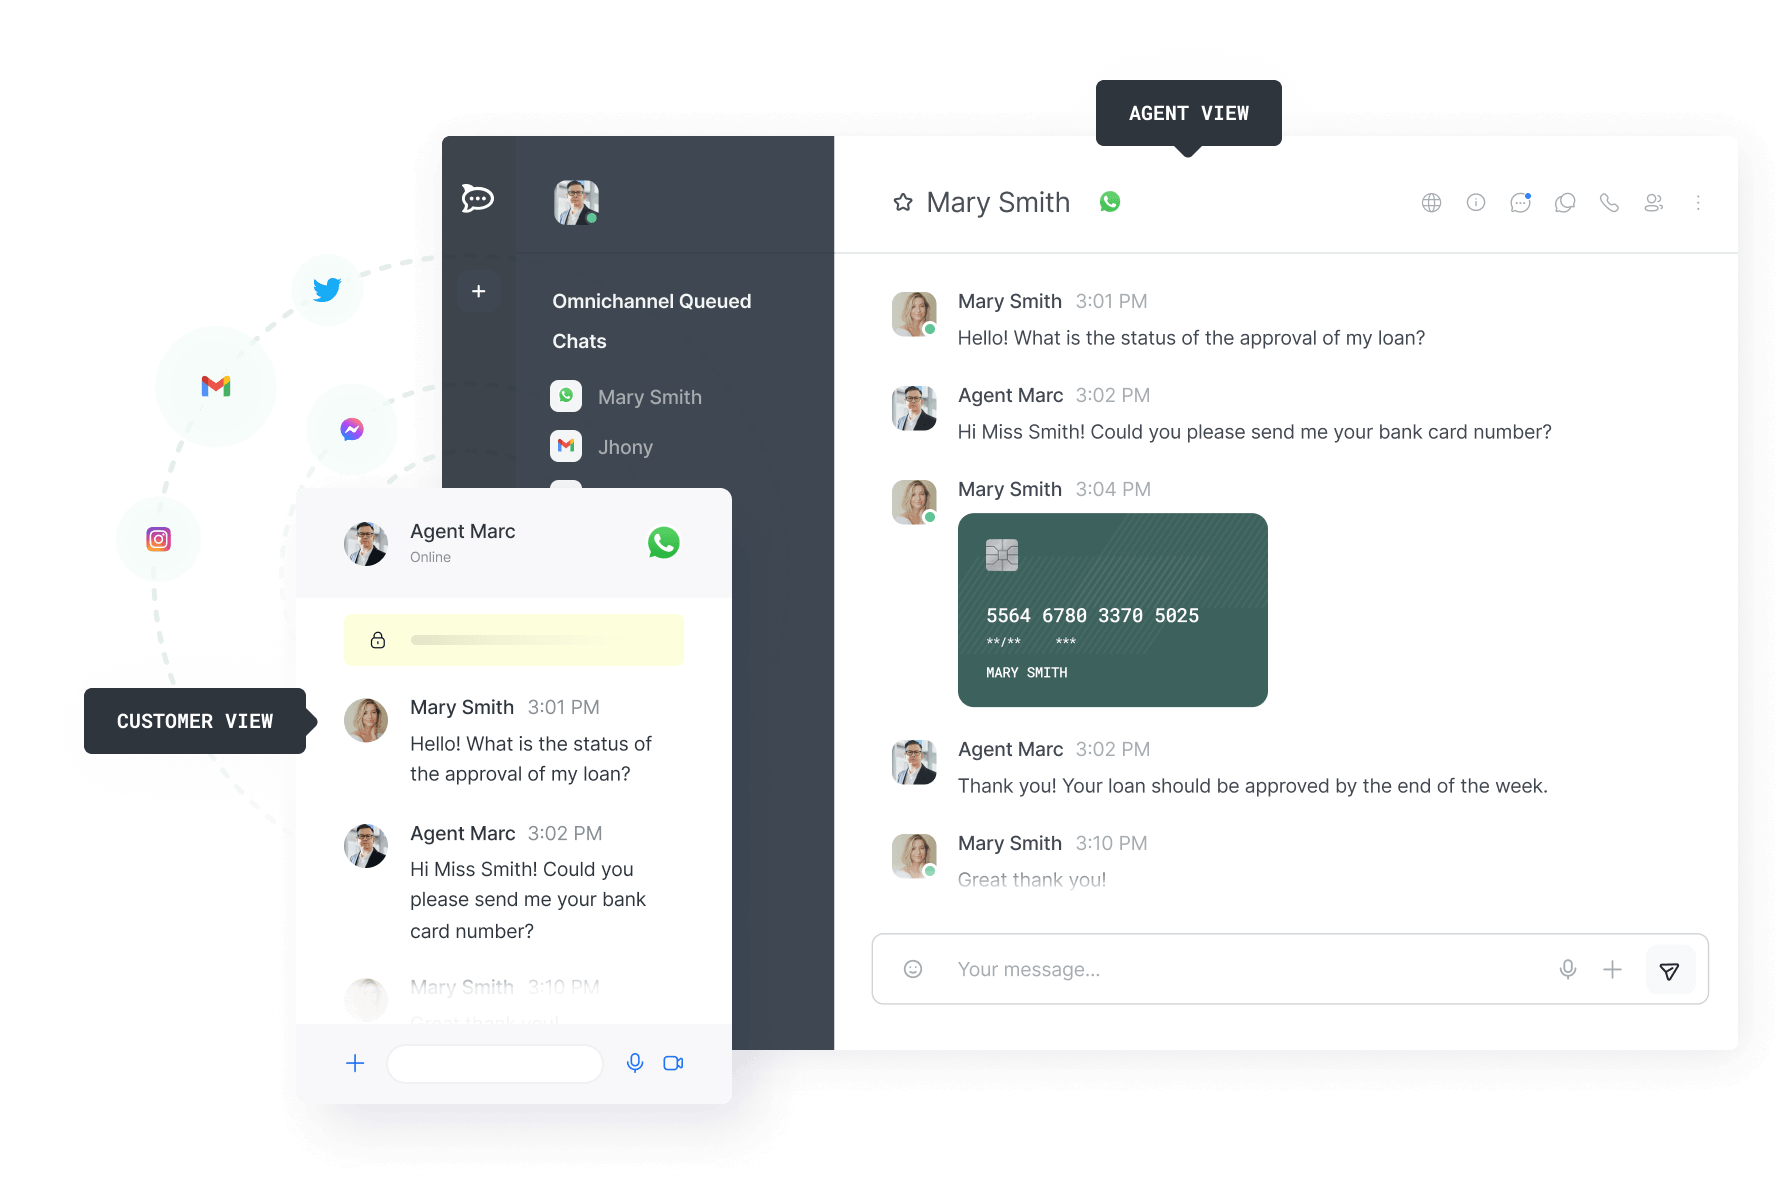 AGENT VIEW
Mary Smith
Omnichannel Queued
Chats
Mary Smith
Jhony
Mary Smith 3:01 PM
Hello! What is the status of the approval of my loan?
Agent Marc 3:02 PM
Hi Miss Smith! Could you please send me your bank card number?
Mary Smith 3:04 PM
5564 6780 3370 5025
**/** ***
MARY SMITH
Agent Marc 3:02 PM
Thank you! Your loan should be approved by the end of the week.
Mary Smith 3:10 PM
Great thank you!
Your message...
CUSTOMER VIEW
Agent Marc
Online
Mary Smith 3:01 PM
Hello! What is the status of
the approval of my loan?
Agent Marc 3:02 PM
Hi Miss Smith! Could you
please send me your bank
card number?
Mary Smith 3:10 PM
Great thank you!